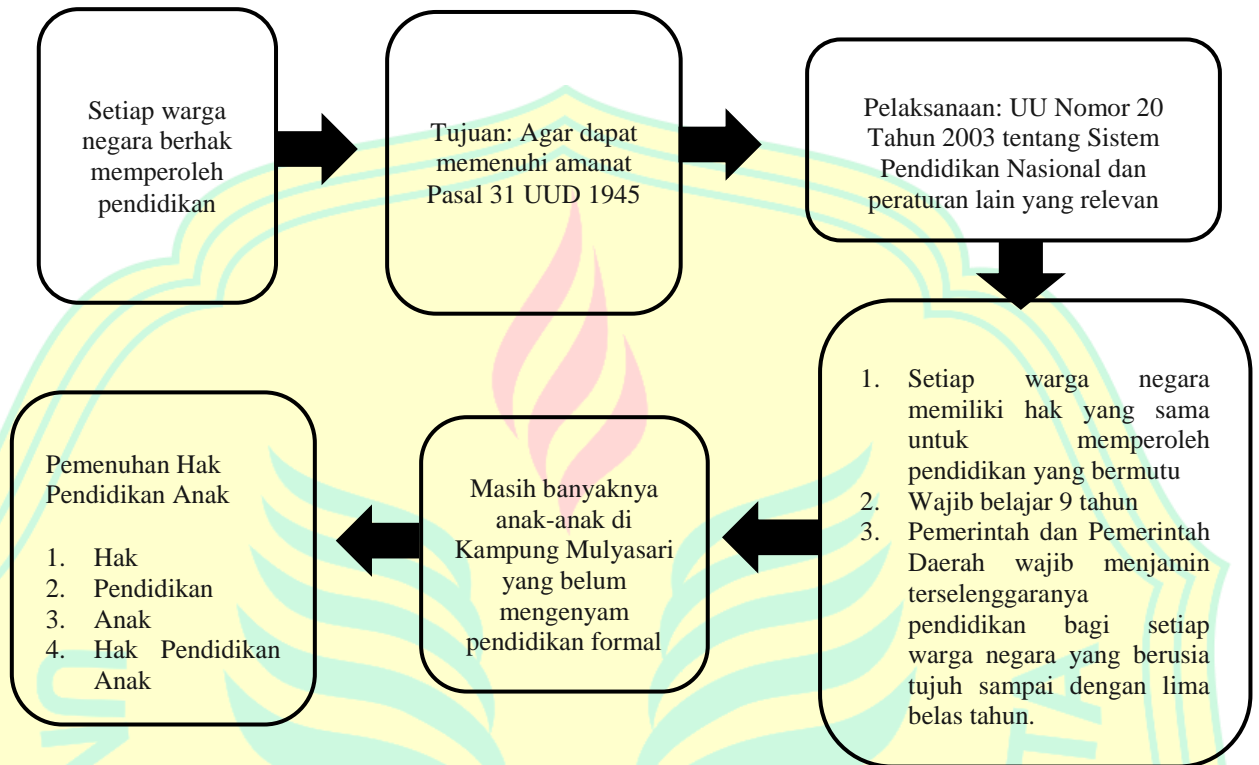 Setiap warga
negara berhak
memperoleh
pendidikan
Tujuan: Agar dapat
memenuhi amanat
Pasal 31 UUD 1945
Pelaksanaan: UU Nomor 20
Tahun 2003 tentang Sistem
Pendidikan Nasional dan
peraturan lain yang relevan
1. Setiap warga negara
memiliki hak yang sama
untuk memperoleh
pendidikan yang bermutu
2. Wajib belajar 9 tahun
3. Pemerintah dan Pemerintah
Daerah wajib menjamin
terselenggaranya
pendidikan bagi setiap
warga negara yang berusia
tujuh sampai dengan lima
belas tahun.
Masih banyaknya
anak-anak di
Kampung Mulyasari
yang belum
mengenyam
pendidikan formal
Pemenuhan Hak
Pendidikan Anak
1. Hak
2. Pendidikan
3. Anak
4. Hak Pendidikan
Anak